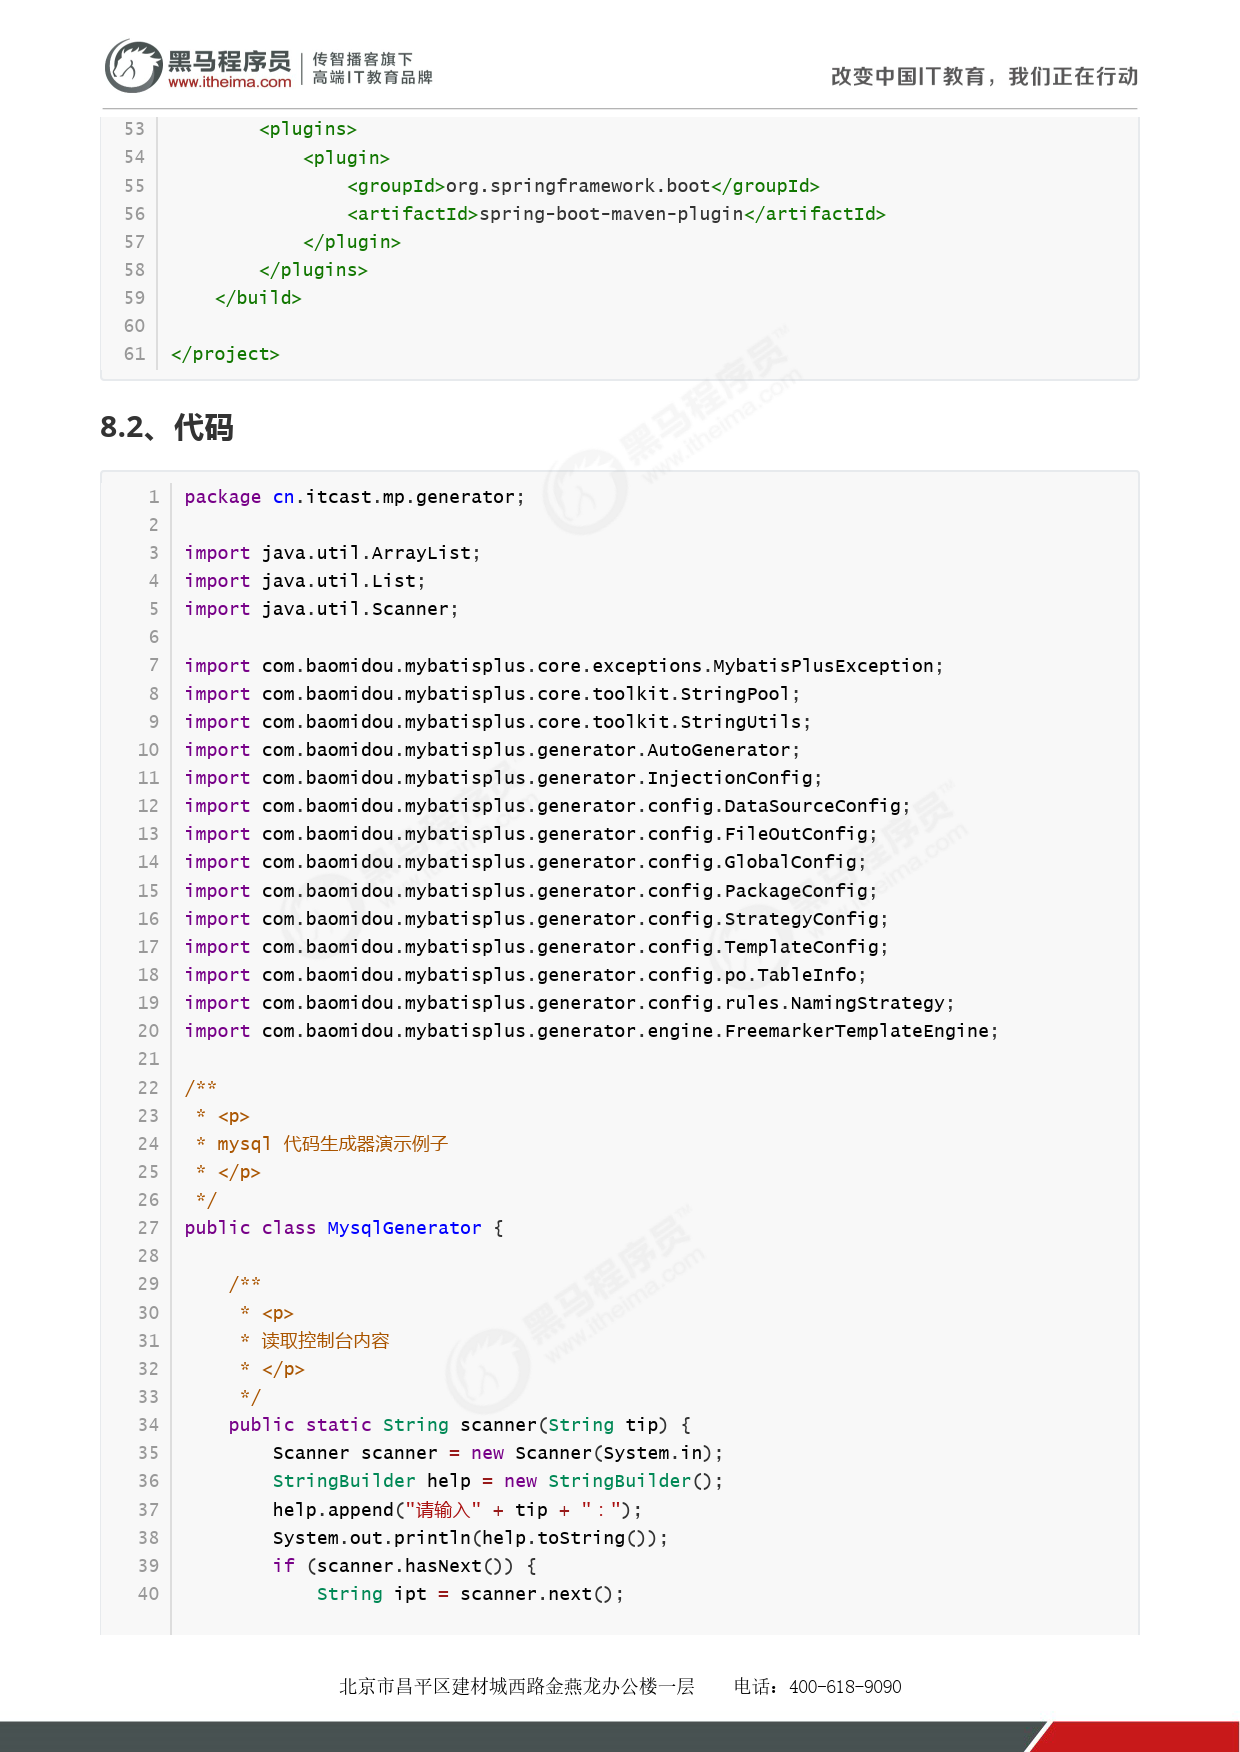 黑马程序员 传智播客旗下
www.itheima.com 高端IT教育品牌
改变中国IT教育，我们正在行动
53         <plugins>
54             <plugin>
55                 <groupId>org.springframework.boot</groupId>
56                 <artifactId>spring-boot-maven-plugin</artifactId>
57             </plugin>
58         </plugins>
59     </build>
60
61 </project>
8.2、代码
1 package cn.itcast.mp.generator;
2
3 import java.util.ArrayList;
4 import java.util.List;
5 import java.util.Scanner;
6
7 import com.baomidou.mybatisplus.core.exceptions.MybatisPlusException;
8 import com.baomidou.mybatisplus.core.toolkit.StringPool;
9 import com.baomidou.mybatisplus.core.toolkit.StringUtils;
10 import com.baomidou.mybatisplus.generator.AutoGenerator;
11 import com.baomidou.mybatisplus.generator.InjectionConfig;
12 import com.baomidou.mybatisplus.generator.config.DataSourceConfig;
13 import com.baomidou.mybatisplus.generator.config.FileOutConfig;
14 import com.baomidou.mybatisplus.generator.config.GlobalConfig;
15 import com.baomidou.mybatisplus.generator.config.PackageConfig;
16 import com.baomidou.mybatisplus.generator.config.StrategyConfig;
17 import com.baomidou.mybatisplus.generator.config.TemplateConfig;
18 import com.baomidou.mybatisplus.generator.config.po.TableInfo;
19 import com.baomidou.mybatisplus.generator.config.rules.NamingStrategy;
20 import com.baomidou.mybatisplus.generator.engine.FreemarkerTemplateEngine;
21
22 /**
23  * <p>
24  * mysql 代码生成器演示例子
25  * </p>
26  */
27 public class MysqlGenerator {
28
29     /**
30      * <p>
31      * 读取控制台内容
32      * </p>
33      */
34     public static String scanner(String tip) {
35         Scanner scanner = new Scanner(System.in);
36         StringBuilder help = new StringBuilder();
37         help.append("请输入" + tip + "：");
38         System.out.println(help.toString());
39         if (scanner.hasNext()) {
40             String ipt = scanner.next();
北京市昌平区建材城西路金燕龙办公楼一层    电话：400-618-9090